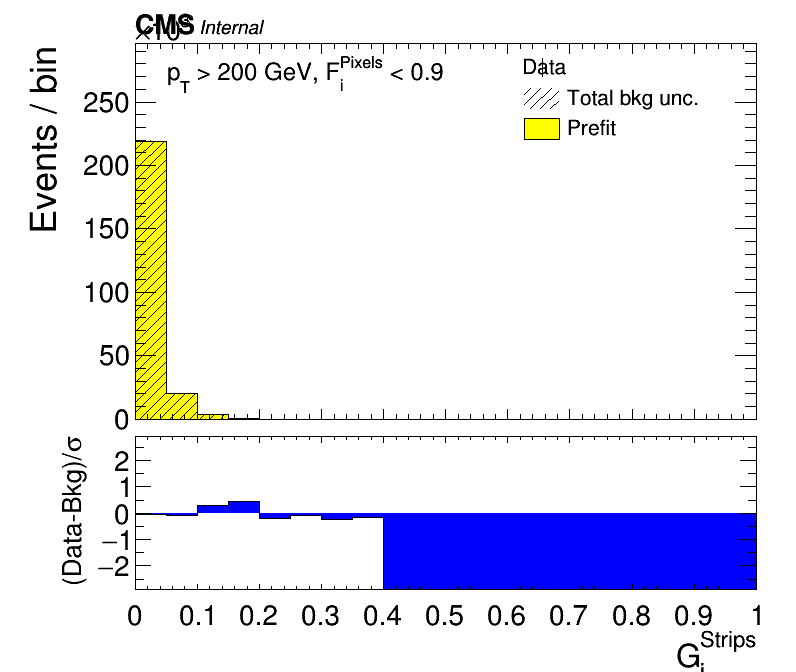 CMS Internal
×10³
p_T > 200 GeV, F_i^Pixels < 0.9
Data
Total bkg unc.
Prefit
Events / bin
250
200
150
100
50
0
(Data-Bkg)/σ
2
1
0
−1
−2
0 0.1 0.2 0.3 0.4 0.5 0.6 0.7 0.8 0.9 1
G_i^Strips